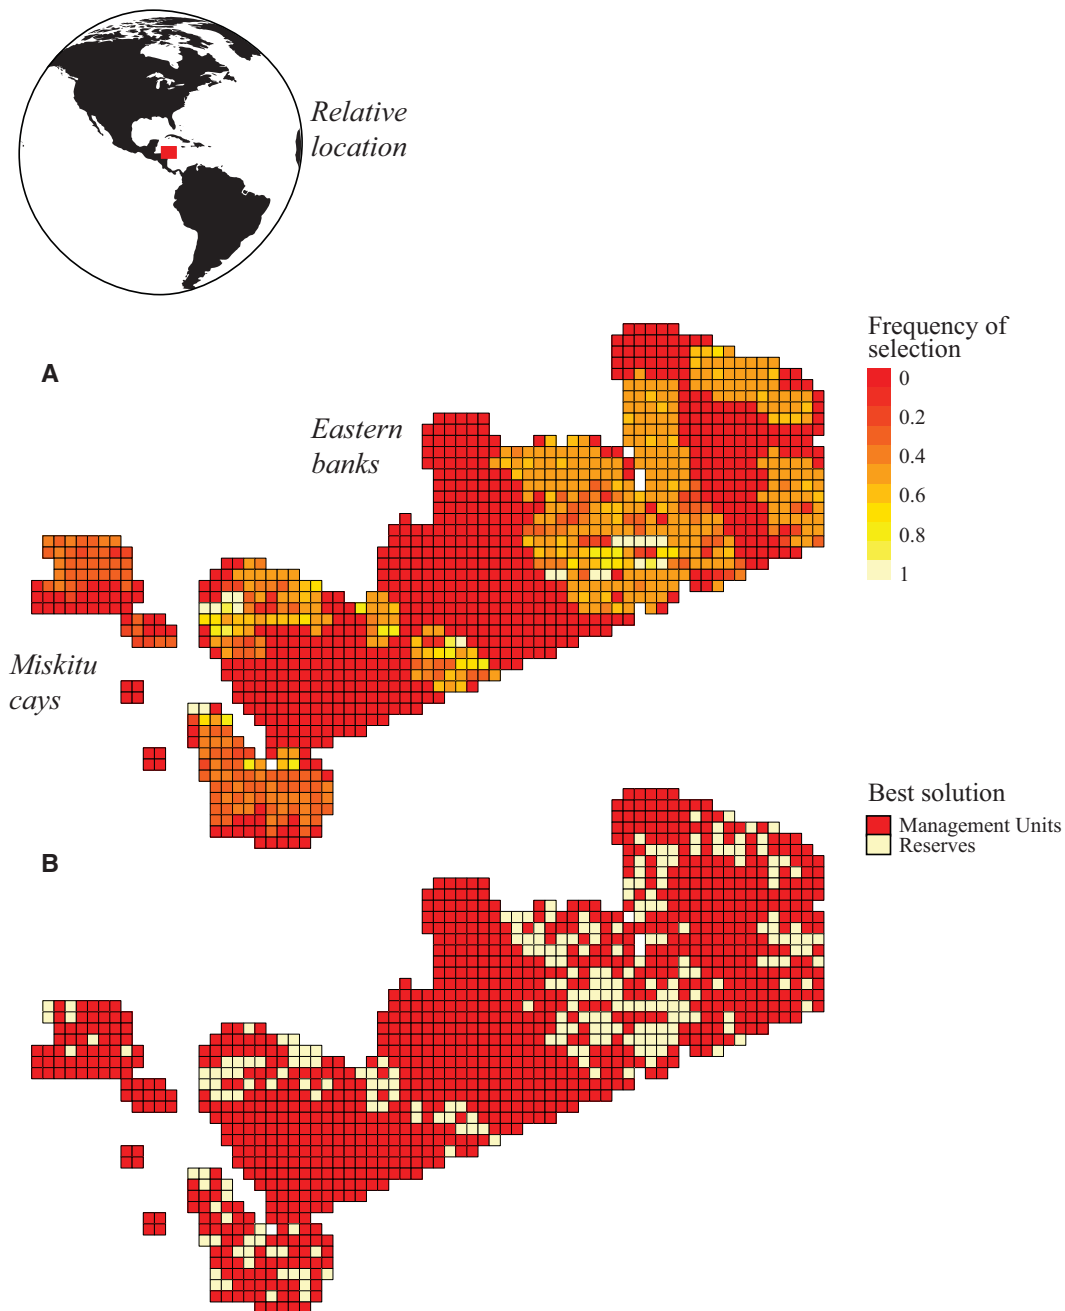 Relative
location
A
Frequency of
selection
0
0.2
0.4
0.6
0.8
1
Eastern
banks
Miskitu
cays
B
Best solution
Management Units
Reserves